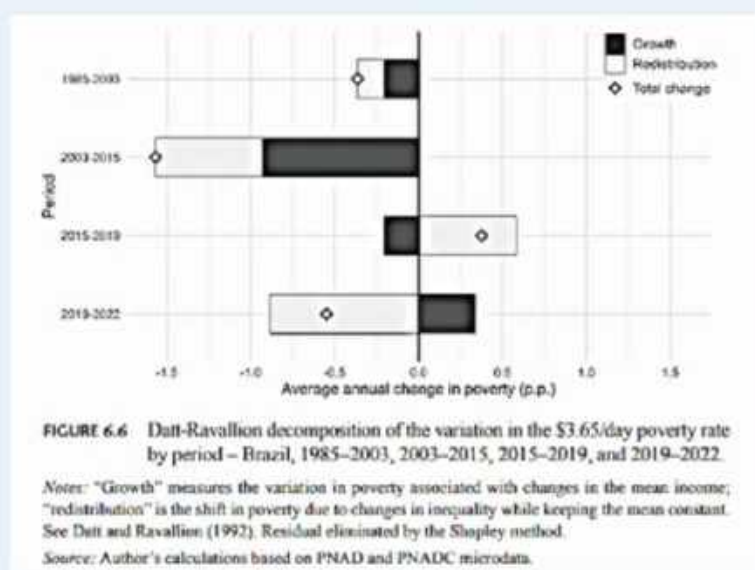 Growth
Redistribution
Total change
1985-2003
2003-2015
2015-2019
2019-2022
Period
-1.5 -1.0 -0.5 0.0 0.5 1.0 1.5
Average annual change in poverty (p.p.)
FIGURE 6.6 Datt-Ravallion decomposition of the variation in the $3.65/day poverty rate
by period – Brazil, 1985–2003, 2003–2015, 2015–2019, and 2019–2022.
Notes: "Growth" measures the variation in poverty associated with changes in the mean income;
"redistribution" is the shift in poverty due to changes in inequality while keeping the mean constant.
See Datt and Ravallion (1992). Residual eliminated by the Shapley method.
Source: Author's calculations based on PNAD and PNADC microdata.